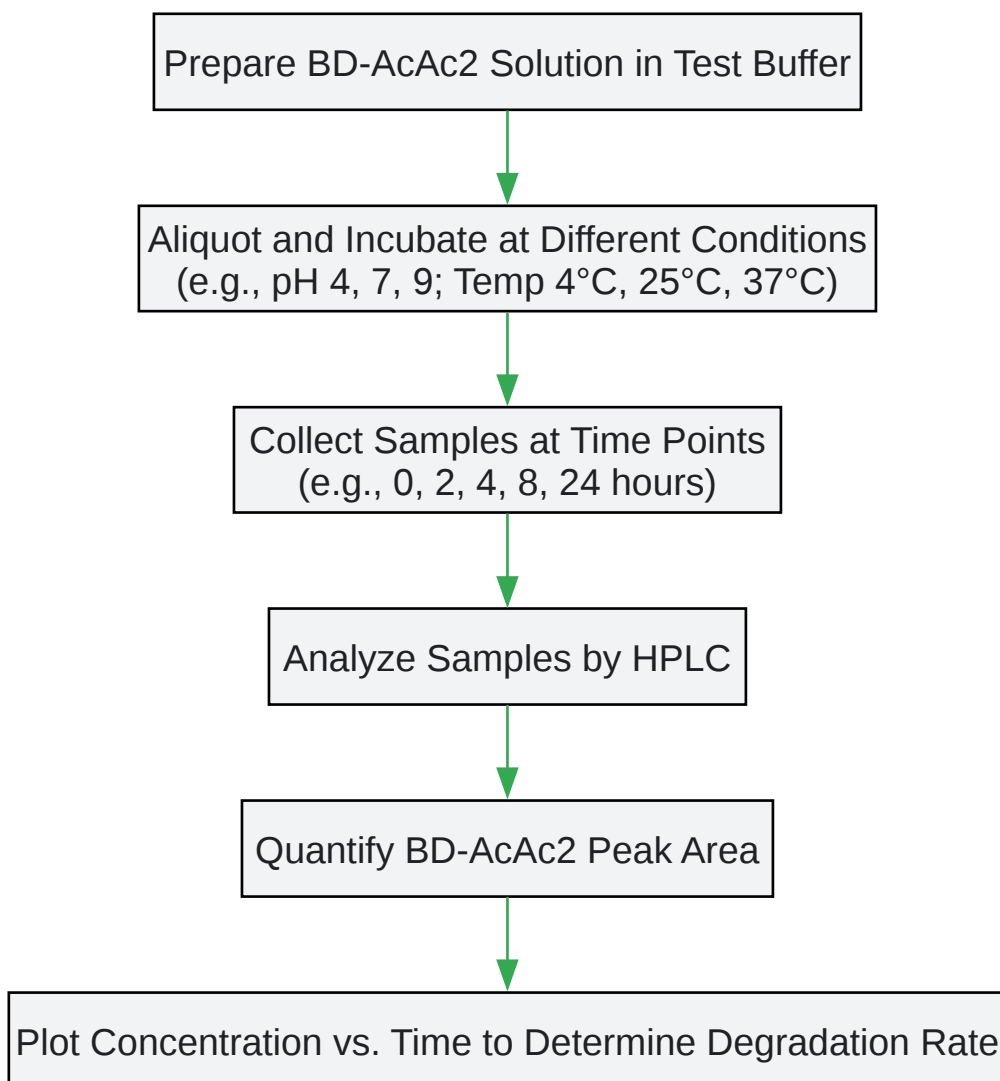 Prepare BD-AcAc2 Solution in Test Buffer
Aliquot and Incubate at Different Conditions
(e.g., pH 4, 7, 9; Temp 4°C, 25°C, 37°C)
Collect Samples at Time Points
(e.g., 0, 2, 4, 8, 24 hours)
Analyze Samples by HPLC
Quantify BD-AcAc2 Peak Area
Plot Concentration vs. Time to Determine Degradation Rate